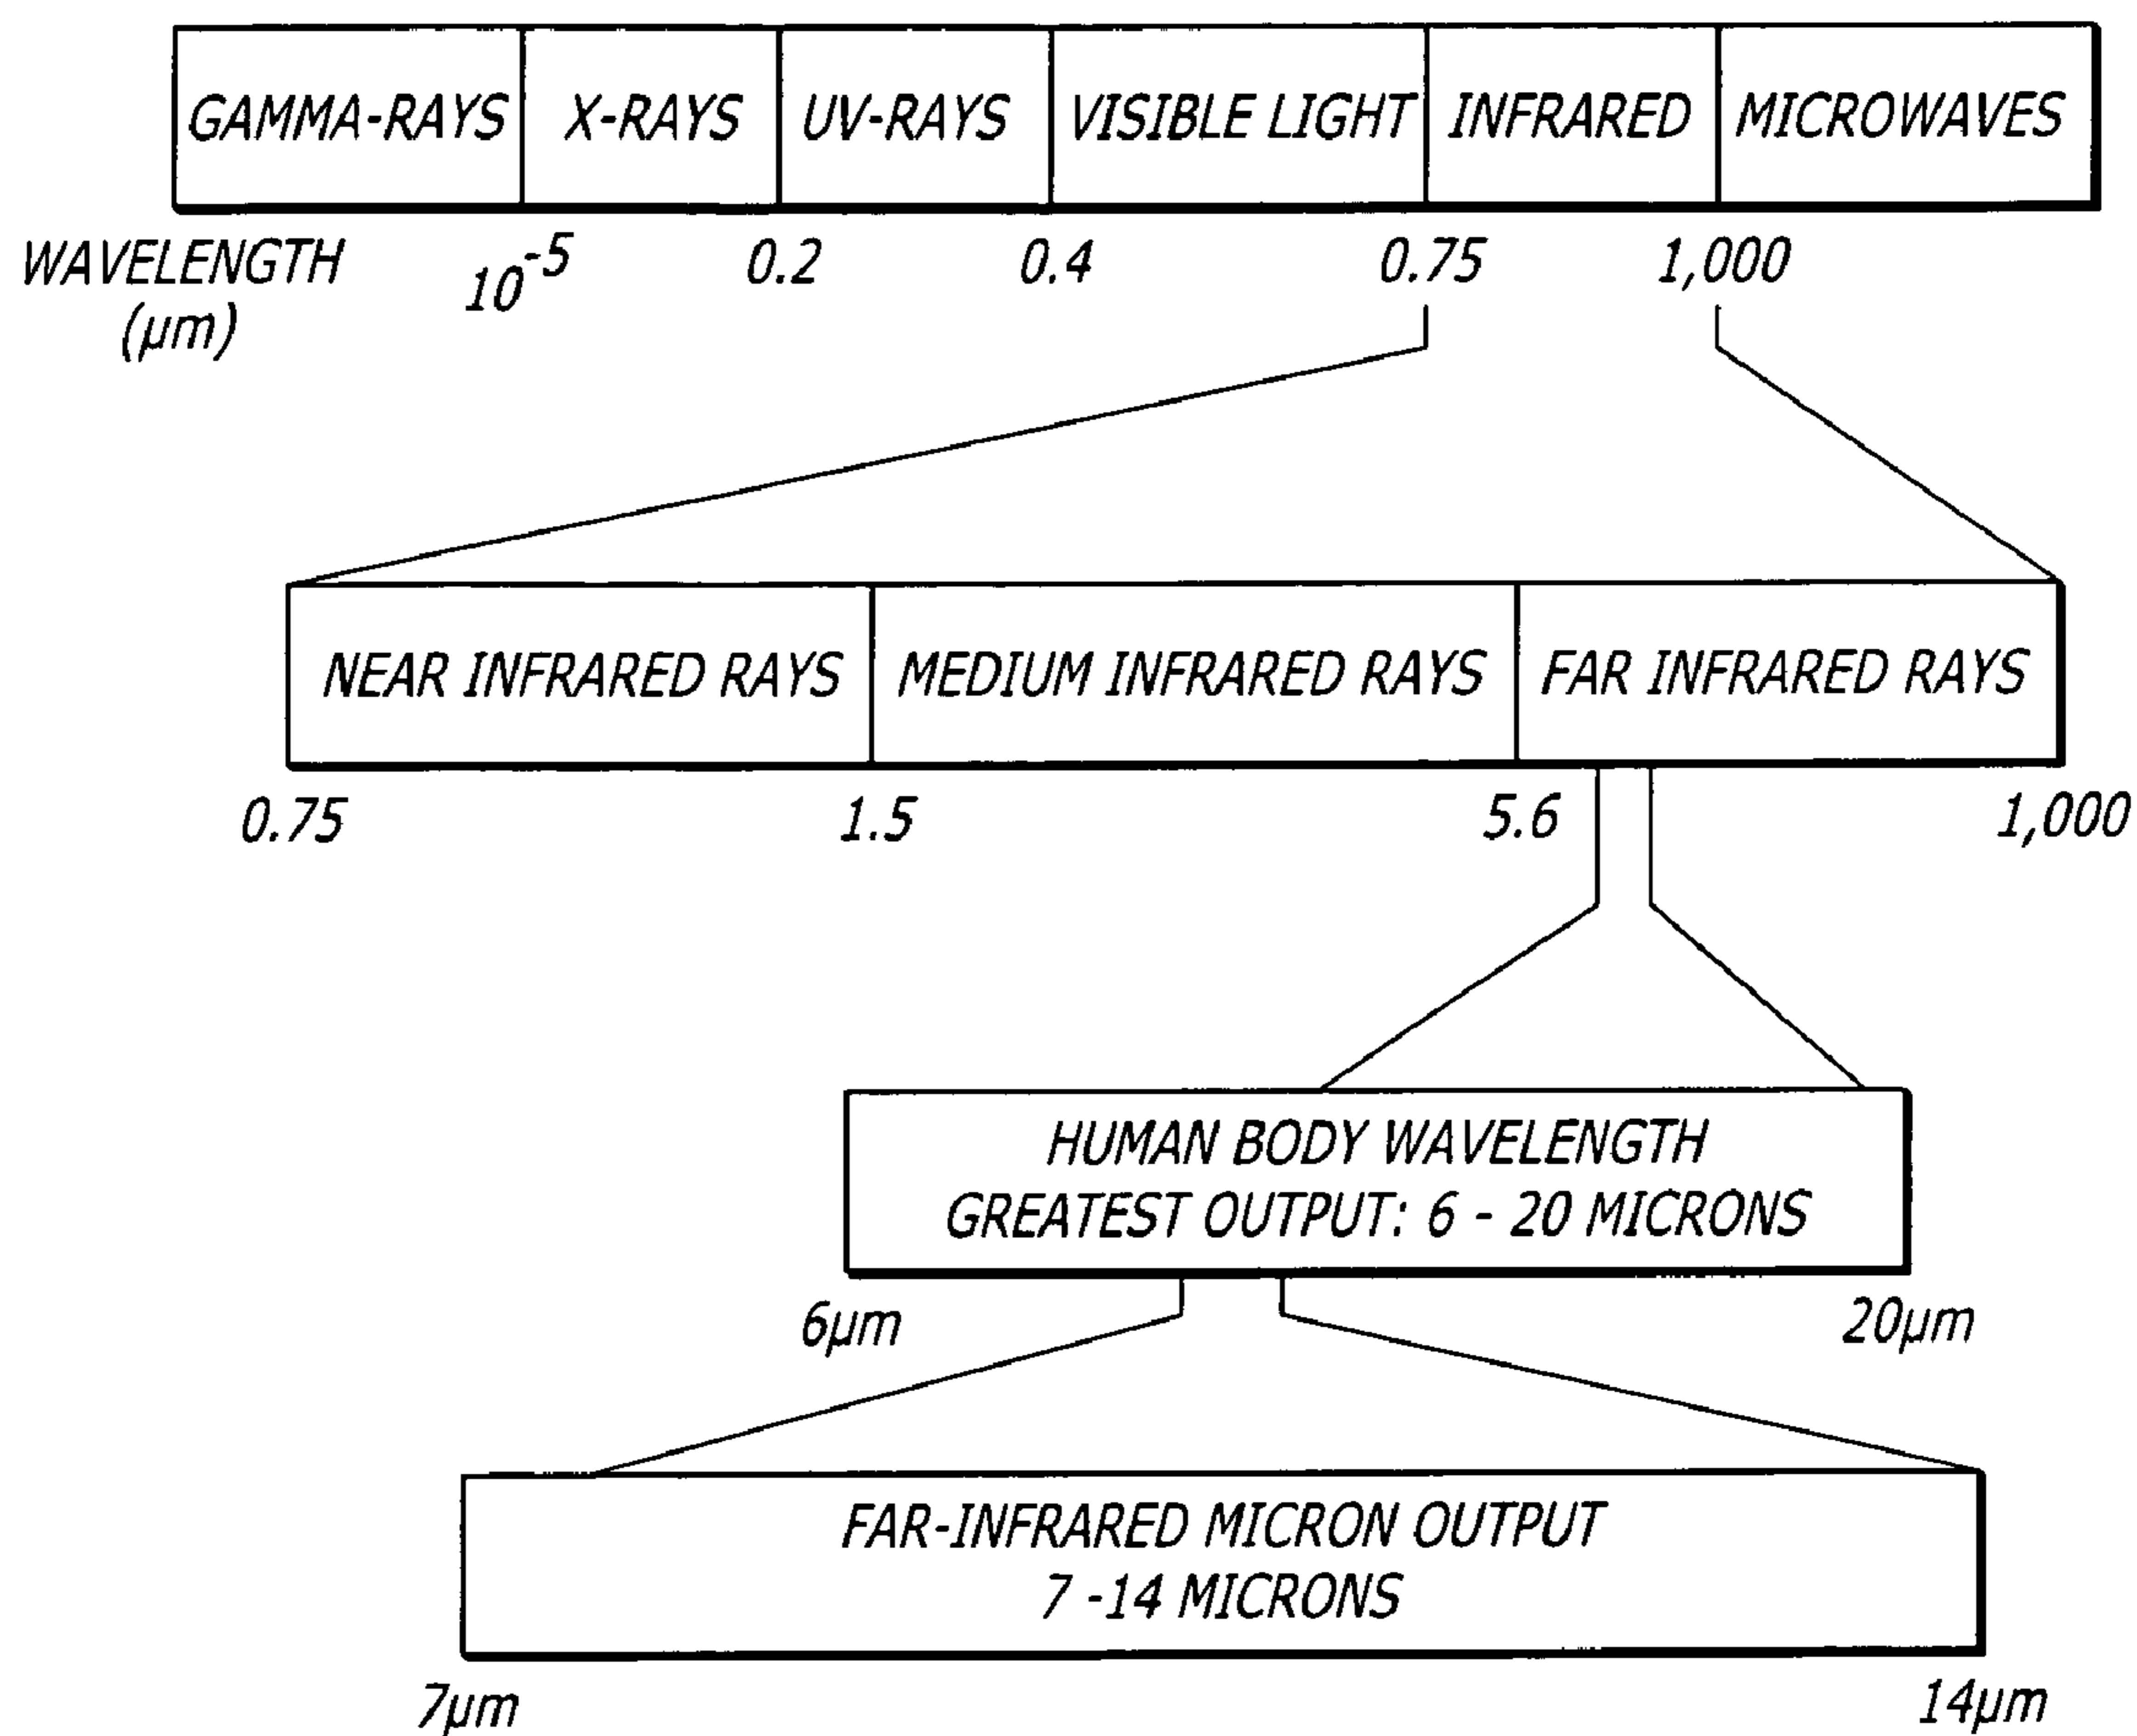 GAMMA-RAYS X-RAYS UV-RAYS VISIBLE LIGHT INFRARED MICROWAVES
WAVELENGTH 10⁻⁵ 0.2 0.4 0.75 1,000
(μm)
NEAR INFRARED RAYS MEDIUM INFRARED RAYS FAR INFRARED RAYS
0.75 1.5 5.6 1,000
HUMAN BODY WAVELENGTH
GREATEST OUTPUT: 6 - 20 MICRONS
6μm 20μm
FAR-INFRARED MICRON OUTPUT
7 -14 MICRONS
7μm 14μm